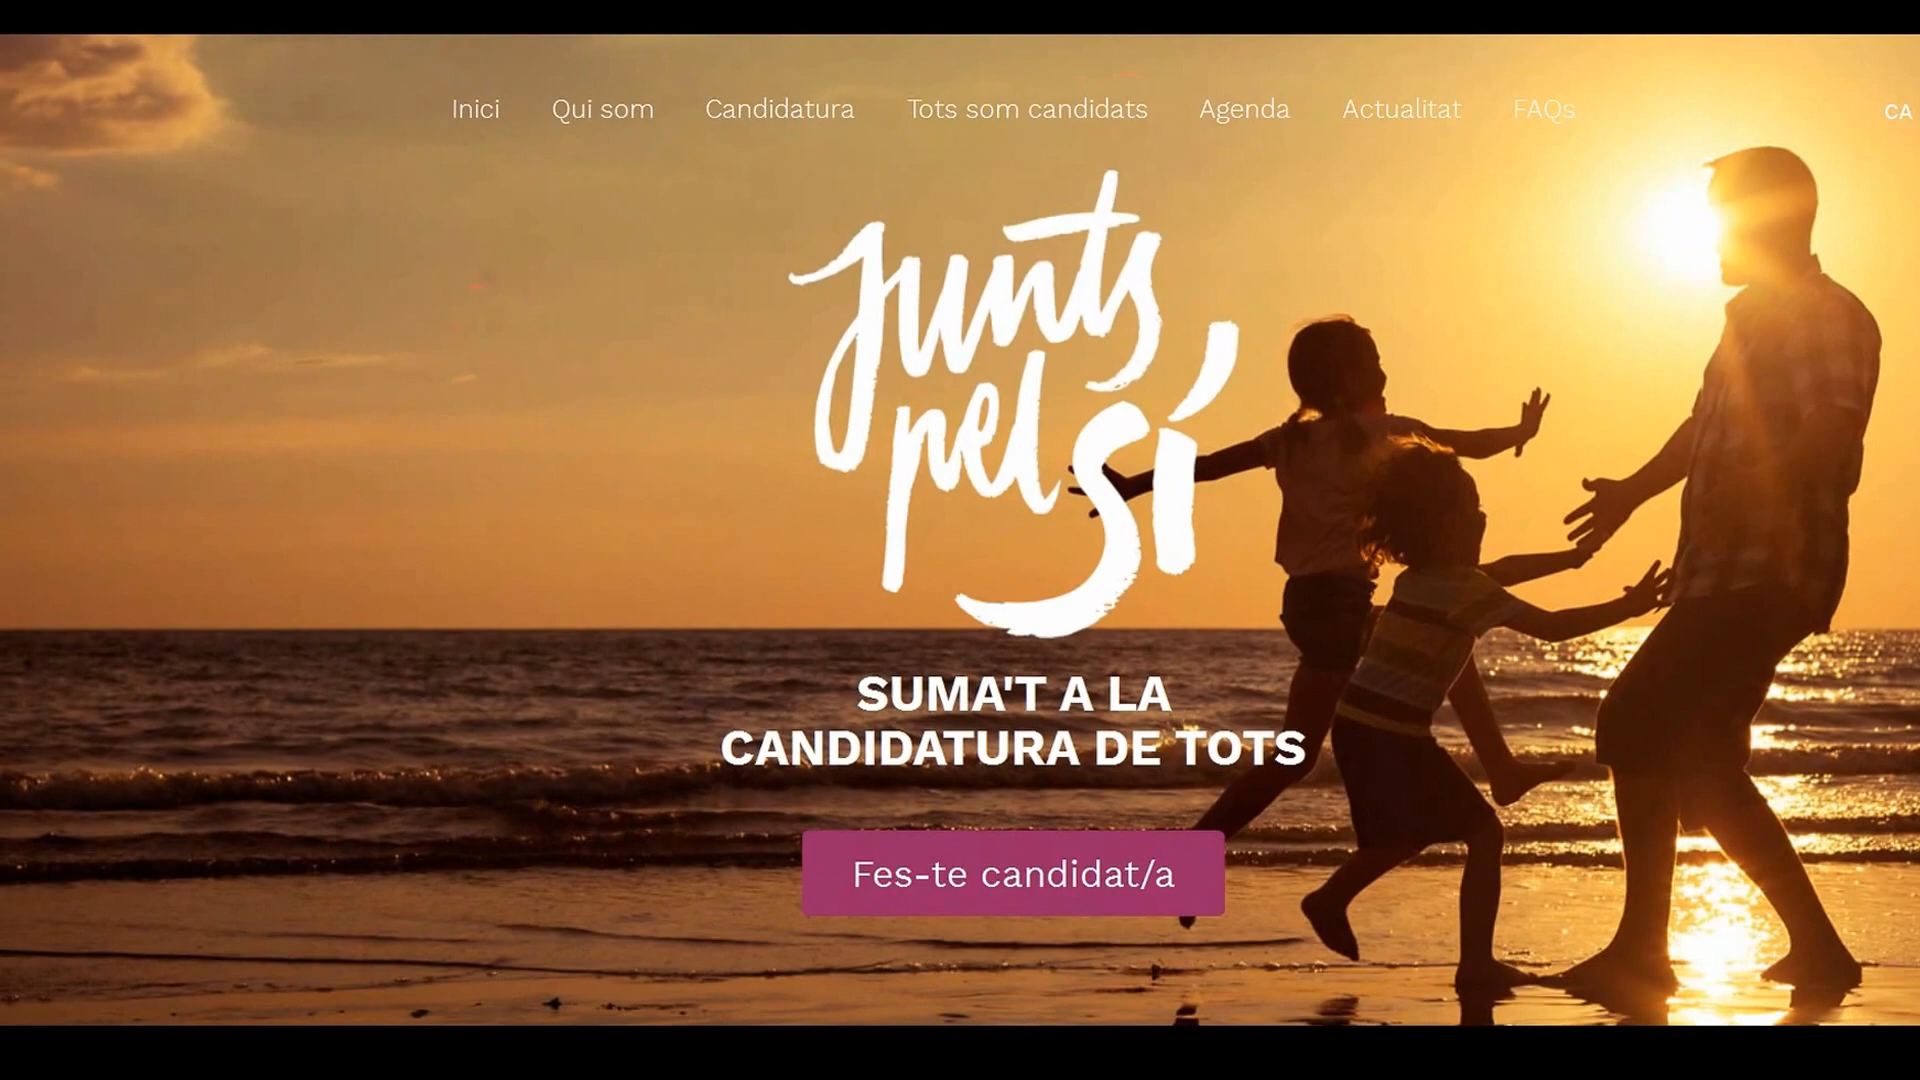 Inici Qui som Candidatura Tots som candidats Agenda Actualitat FAQs CA
Junts
pel sí
SUMA'T A LA
CANDIDATURA DE TOTS
Fes-te candidat/a